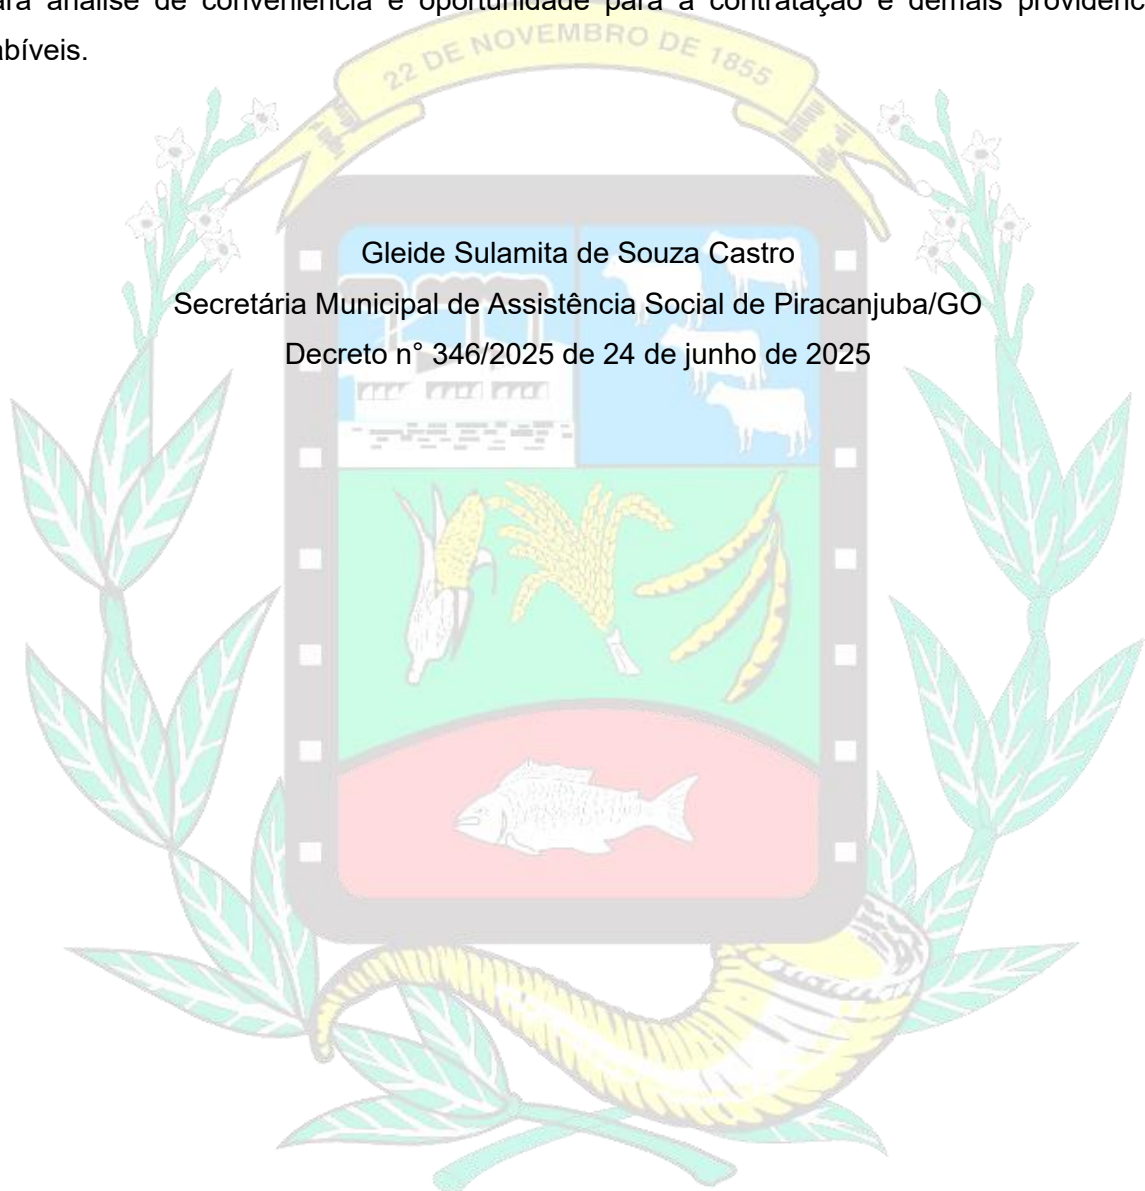 ara análise de conveniência e oportunidade para a contratação e demais providênc
abíveis.
22 DE NOVEMBRO DE 1855
Gleide Sulamita de Souza Castro
Secretária Municipal de Assistência Social de Piracanjuba/GO
Decreto n° 346/2025 de 24 de junho de 2025